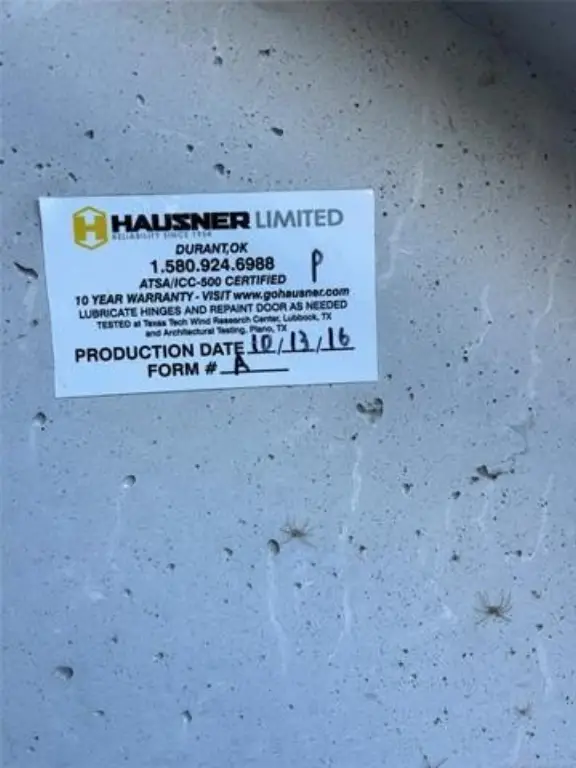 HAUSNER LIMITED
RELIABILITY SINCE 1954
DURANT,OK
1.580.924.6988
P
ATSA/ICC-500 CERTIFIED
10 YEAR WARRANTY - VISIT www.gohausner.com
LUBRICATE HINGES AND REPAINT DOOR AS NEEDED
TESTED at Texas Tech Wind Research Center, Lubbock, TX
and Architectural Testing, Plano, TX
PRODUCTION DATE 10/13/16
FORM # A